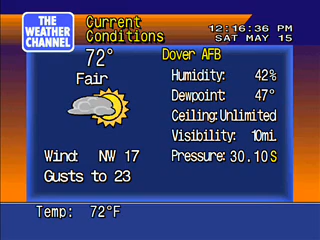 THE
WEATHER
CHANNEL
Current
Conditions
12:16:36 PM
SAT MAY 15
72°
Fair
Dover AFB
Humidity: 42%
Dewpoint: 47°
Ceiling:Unlimited
Visibility: 10mi.
Pressure: 30.10 S
Wind: NW 17
Gusts to 23
Temp: 72°F